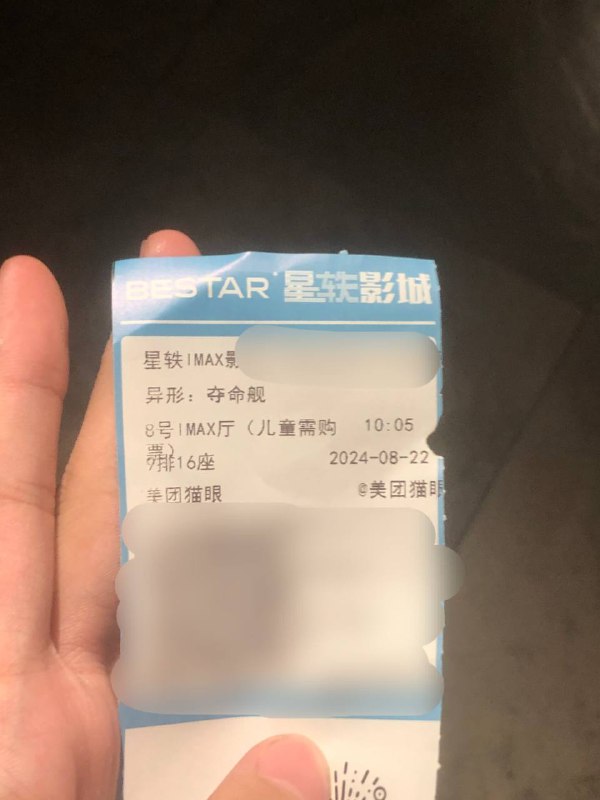 BESTAR 星轶影城
星轶IMAX影
异形：夺命舰
8号IMAX厅（儿童需购 10:05
票）
7排16座 2024-08-22
美团猫眼 @美团猫眼